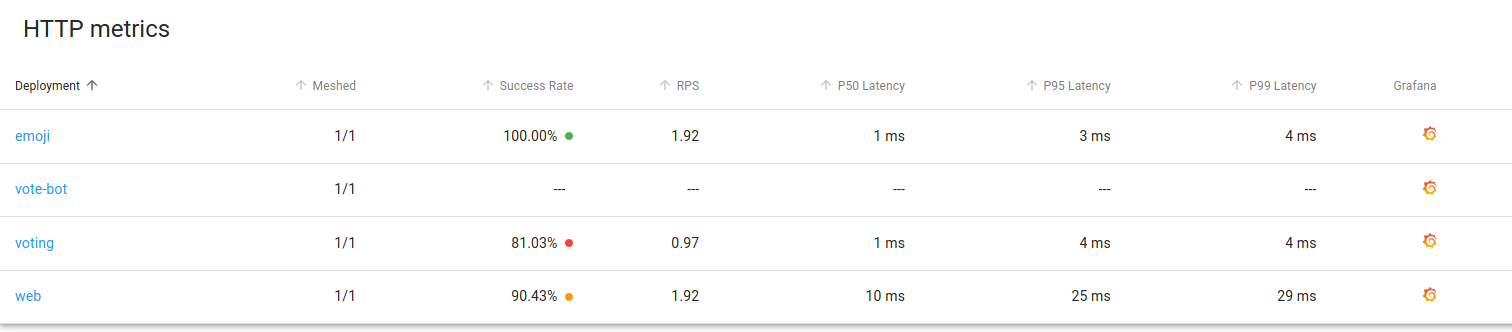 HTTP metrics
Deployment Meshed Success Rate RPS P50 Latency P95 Latency P99 Latency Grafana
emoji 1/1 100.00% 1.92 1 ms 3 ms 4 ms
vote-bot 1/1 --- --- --- --- ---
voting 1/1 81.03% 0.97 1 ms 4 ms 4 ms
web 1/1 90.43% 1.92 10 ms 25 ms 29 ms